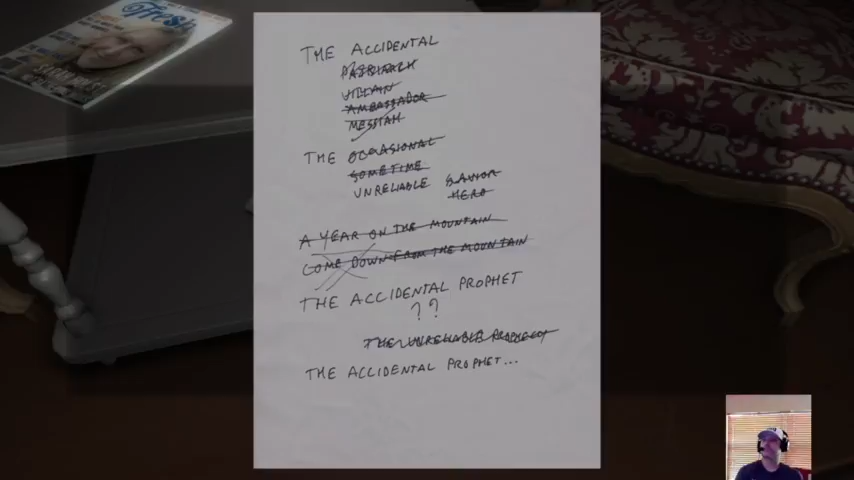 Fresh
THE ACCIDENTAL
PATRIARCH
VILLAIN
AMBASSADOR
MESSIAH
THE OCCASIONAL
SOMETIME
UNRELIABLE SAVIOR
HERO
A YEAR ON THE MOUNTAIN
COME DOWN FROM THE MOUNTAIN
THE ACCIDENTAL PROPHET
??
THE UNRELIABLE PROPHECY
THE ACCIDENTAL PROPHET...